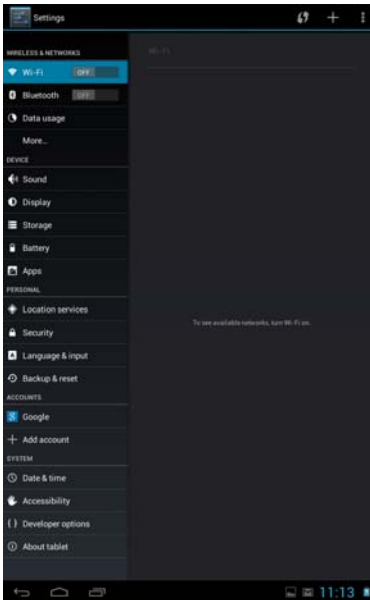 Settings
WIRELESS & NETWORKS
Wi-Fi OFF
Bluetooth OFF
Data usage
More...
DEVICE
Sound
Display
Storage
Battery
Apps
PERSONAL
Location services
Security
Language & input
Backup & reset
ACCOUNTS
Google
Add account
SYSTEM
Date & time
Accessibility
Developer options
About tablet
Wi-Fi
To see available networks, turn Wi-Fi on.
11:13